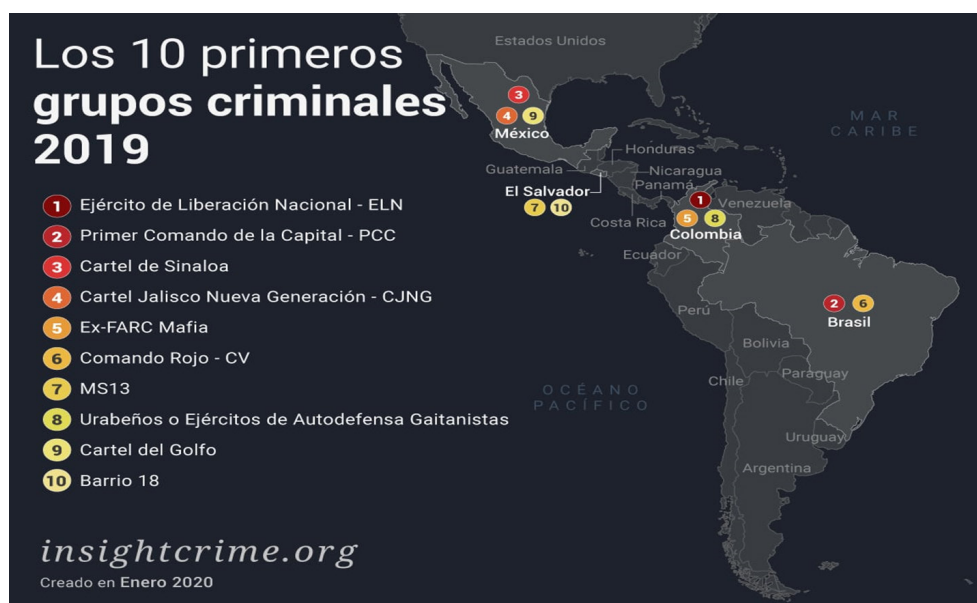 Los 10 primeros
grupos criminales
2019
1 Ejército de Liberación Nacional - ELN
2 Primer Comando de la Capital - PCC
3 Cartel de Sinaloa
4 Cartel Jalisco Nueva Generación - CJNG
5 Ex-FARC Mafia
6 Comando Rojo - CV
7 MS13
8 Urabeños o Ejércitos de Autodefensa Gaitanistas
9 Cartel del Golfo
10 Barrio 18
insightcrime.org
Creado en Enero 2020
Estados Unidos
3
4 9
México
MAR
CARIBE
Honduras
Guatemala
Nicaragua
Panamá
El Salvador
7 10
Costa Rica
1
Venezuela
5 8
Colombia
Ecuador
Perú
2 6
Brasil
Bolivia
Paraguay
Chile
OCÉANO
PACÍFICO
Uruguay
Argentina